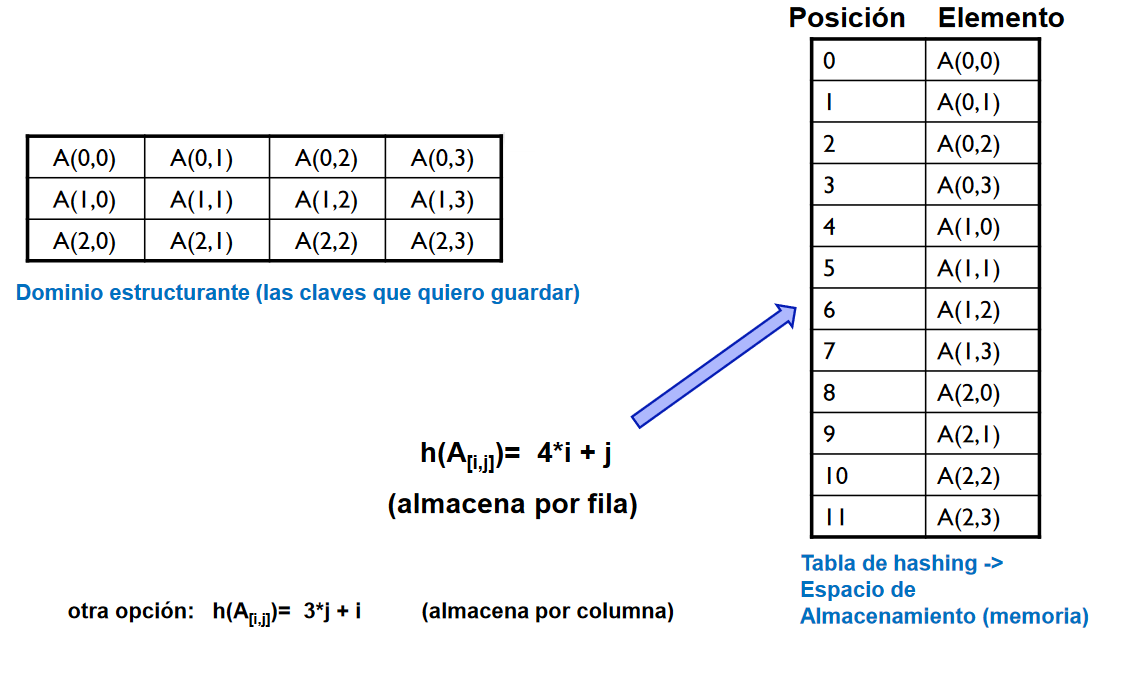 Posición Elemento
0 A(0,0)
1 A(0,1)
2 A(0,2)
3 A(0,3)
4 A(1,0)
5 A(1,1)
6 A(1,2)
7 A(1,3)
8 A(2,0)
9 A(2,1)
10 A(2,2)
11 A(2,3)
A(0,0) A(0,1) A(0,2) A(0,3)
A(1,0) A(1,1) A(1,2) A(1,3)
A(2,0) A(2,1) A(2,2) A(2,3)
Dominio estructurante (las claves que quiero guardar)
h(A[i,j])= 4*i + j
(almacena por fila)
Tabla de hashing ->
Espacio de
Almacenamiento (memoria)
otra opción: h(A[i,j])= 3*j + i (almacena por columna)